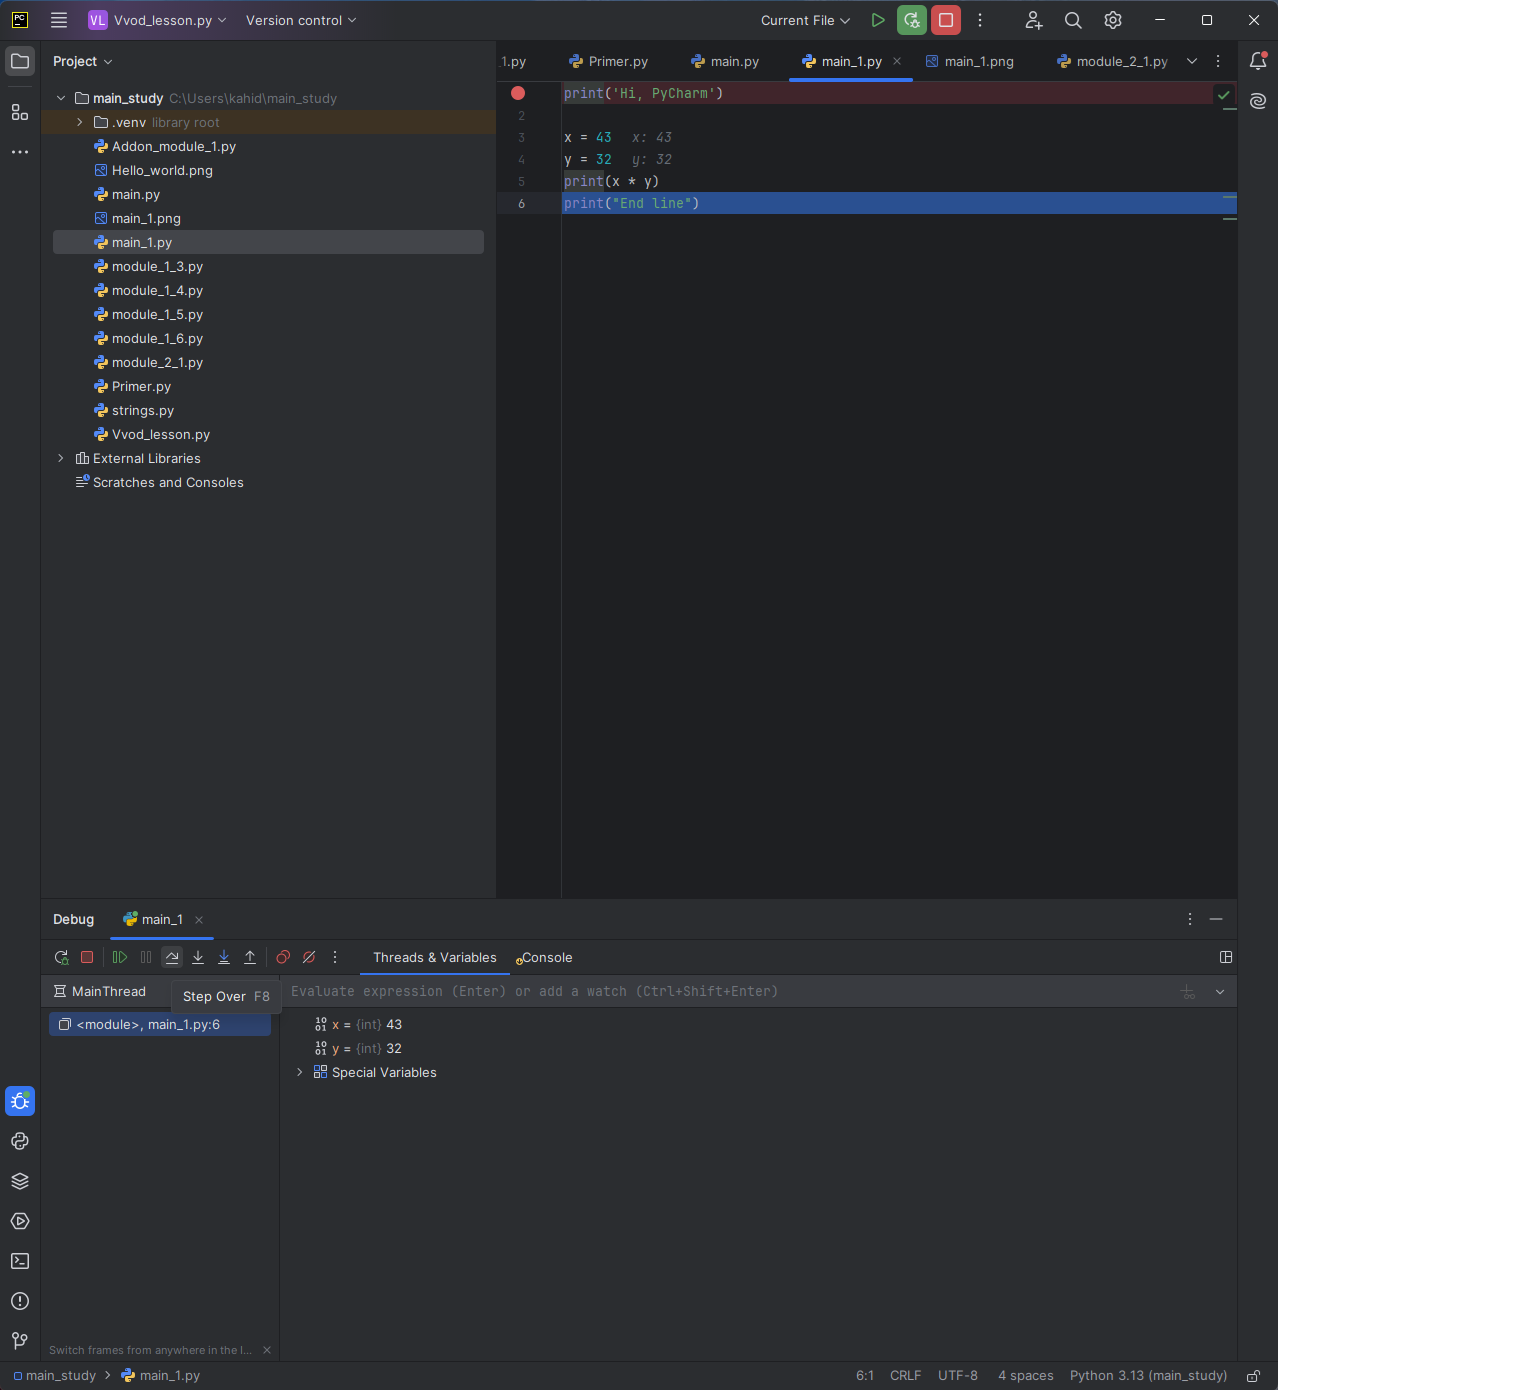 PC VL Vvod_lesson.py Version control Current File
Project
_1.py Primer.py main.py main_1.py main_1.png module_2_1.py
main_study C:\Users\kahid\main_study
.venv library root
Addon_module_1.py
Hello_world.png
main.py
main_1.png
main_1.py
module_1_3.py
module_1_4.py
module_1_5.py
module_1_6.py
module_2_1.py
Primer.py
strings.py
Vvod_lesson.py
External Libraries
Scratches and Consoles
print('Hi, PyCharm')
2
3 x = 43 x: 43
4 y = 32 y: 32
5 print(x * y)
6 print("End line")
Debug main_1
Threads & Variables Console
MainThread
Step Over F8
Evaluate expression (Enter) or add a watch (Ctrl+Shift+Enter)
<module>, main_1.py:6
10 01 x = {int} 43
10 01 y = {int} 32
Special Variables
Switch frames from anywhere in the I...
main_study main_1.py 6:1 CRLF UTF-8 4 spaces Python 3.13 (main_study)